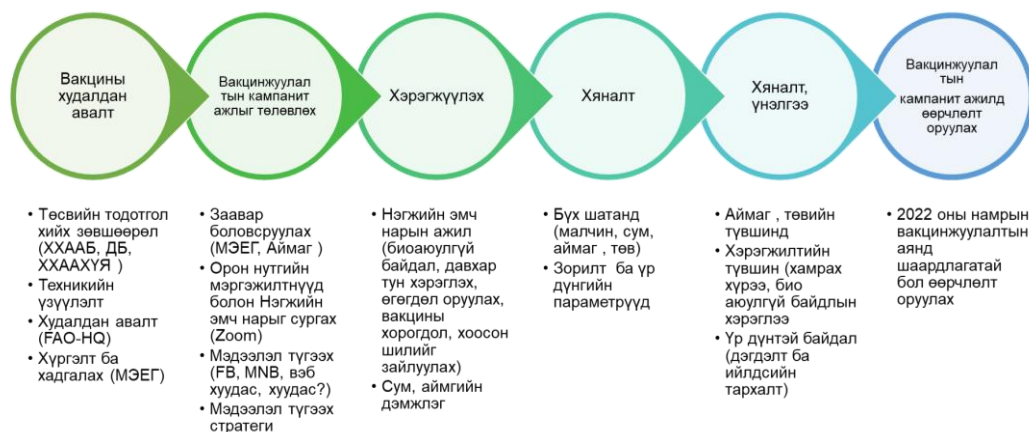 Вакцины
худалдан
авалт
Вакцинжуулал
тын кампанит
ажлыг төлөвлөх
Хэрэгжүүлэх
Хяналт
Хяналт,
үнэлгээ
Вакцинжуулал
тын
кампанит ажилд
өөрчлөлт
оруулах
• Төсвийн тодотгол
хийх зөвшөөрөл
(ХХААБ, ДБ,
ХХААХҮЯ )
• Техникийн
үзүүлэлт
• Худалдан авалт
(FAO-HQ)
• Хүргэлт ба
хадгалах (МЭЕГ)
• Заавар
боловсруулах
(МЭЕГ, Аймаг )
• Орон нутгийн
мэргэжилтнүүд
болон Нэгжийн
эмч нарыг сургах
(Zoom)
• Мэдээлэл түгээх
(FB, MNB, вэб
хуудас, хуудас?)
• Мэдээлэл түгээх
стратеги
• Нэгжийн эмч
нарын ажил
(биоаюулгүй
байдал, давхар
тун хэрэглэх,
өгөгдөл оруулах,
вакцины
хорогдол, хоосон
шилийг
зайлуулах)
• Сум, аймгийн
дэмжлэг
• Бүх шатанд
(малчин, сум,
аймаг , төв)
• Зорилт ба үр
дүнгийн
параметрүүд
• Аймаг , төвийн
түвшинд
• Хэрэгжилтийн
түвшин (хамрах
хүрээ, био
аюулгүй байдлын
хэрэглээ)
• Үр дүнтэй байдал
(дэгдэлт ба
ийлдсийн
тархалт)
• 2022 оны намрын
вакцинжуулалтын
аянд
шаардлагатай
бол өөрчлөлт
оруулах